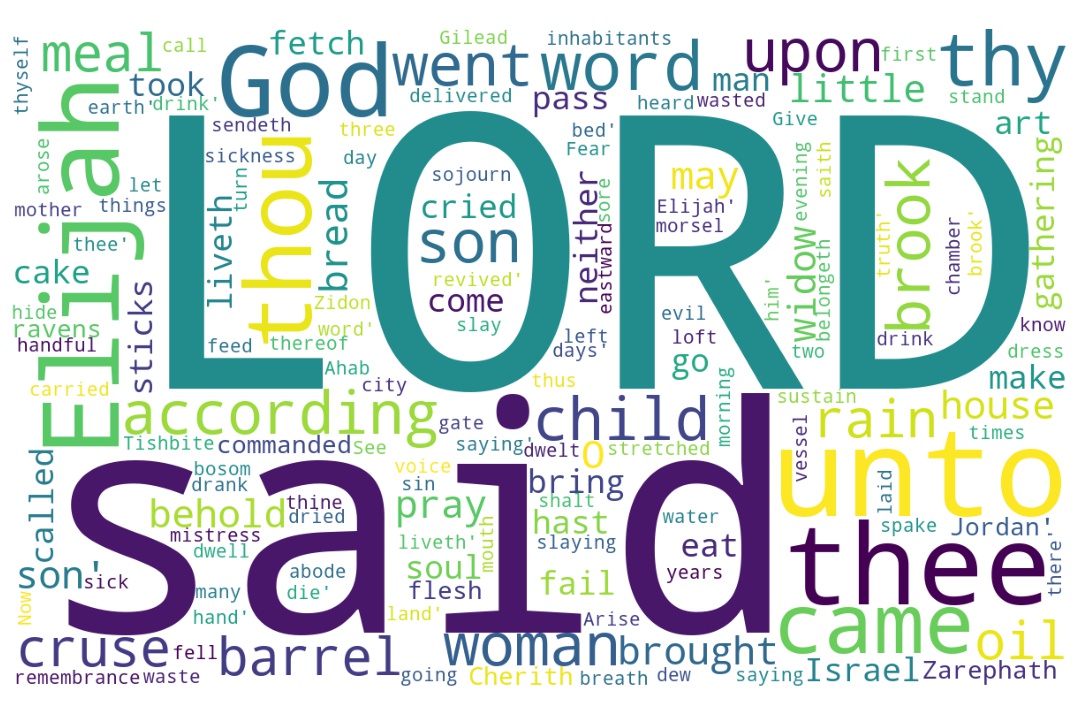 LORD
said
unto
thee
thou
God
Elijah
came
thy
word
went
upon
son
child
woman
according
cruse
barrel
brook
oil
rain
house
meal
bread
cried
may
widow
brought
Israel
little
took
man
fetch
call
Gilead
inhabitants
first
stand
thyself
earth'
drink'
delivered
pass
heard
wasted
Give
art
sendeth
three
bed'
Fear
sickness
day
turn
arose
let
mother
things
thee'
cake
hide
ravens
handful
sticks
carried
liveth
feed
thereof
Zidon
word'
Ahab
city
sojourn
revived'
come
slay
neither
sore
eastward
left
days'
thus
Elijah'
morsel
evil
loft
go
him'
evening
saith
belongeth
two
truth'
drink
chamber
brook'
gathering
know
dress
make
times
sustain
morning
vessel
gate
Tishbite
commanded
See
saying'
dwelt
o
stretched
bosom
drank
called
behold
thine
dried
mistress
dwell
voice
sin
pray
bring
shalt
hast
mouth
liveth'
slaying
soul
flesh
fail
water
eat
years
laid
spake
Jordan'
there'
son'
sick
many
abode
die'
hand'
land'
Now
Arise
fell
remembrance
waste
going
Cherith
breath
dew
saying
Zarephath